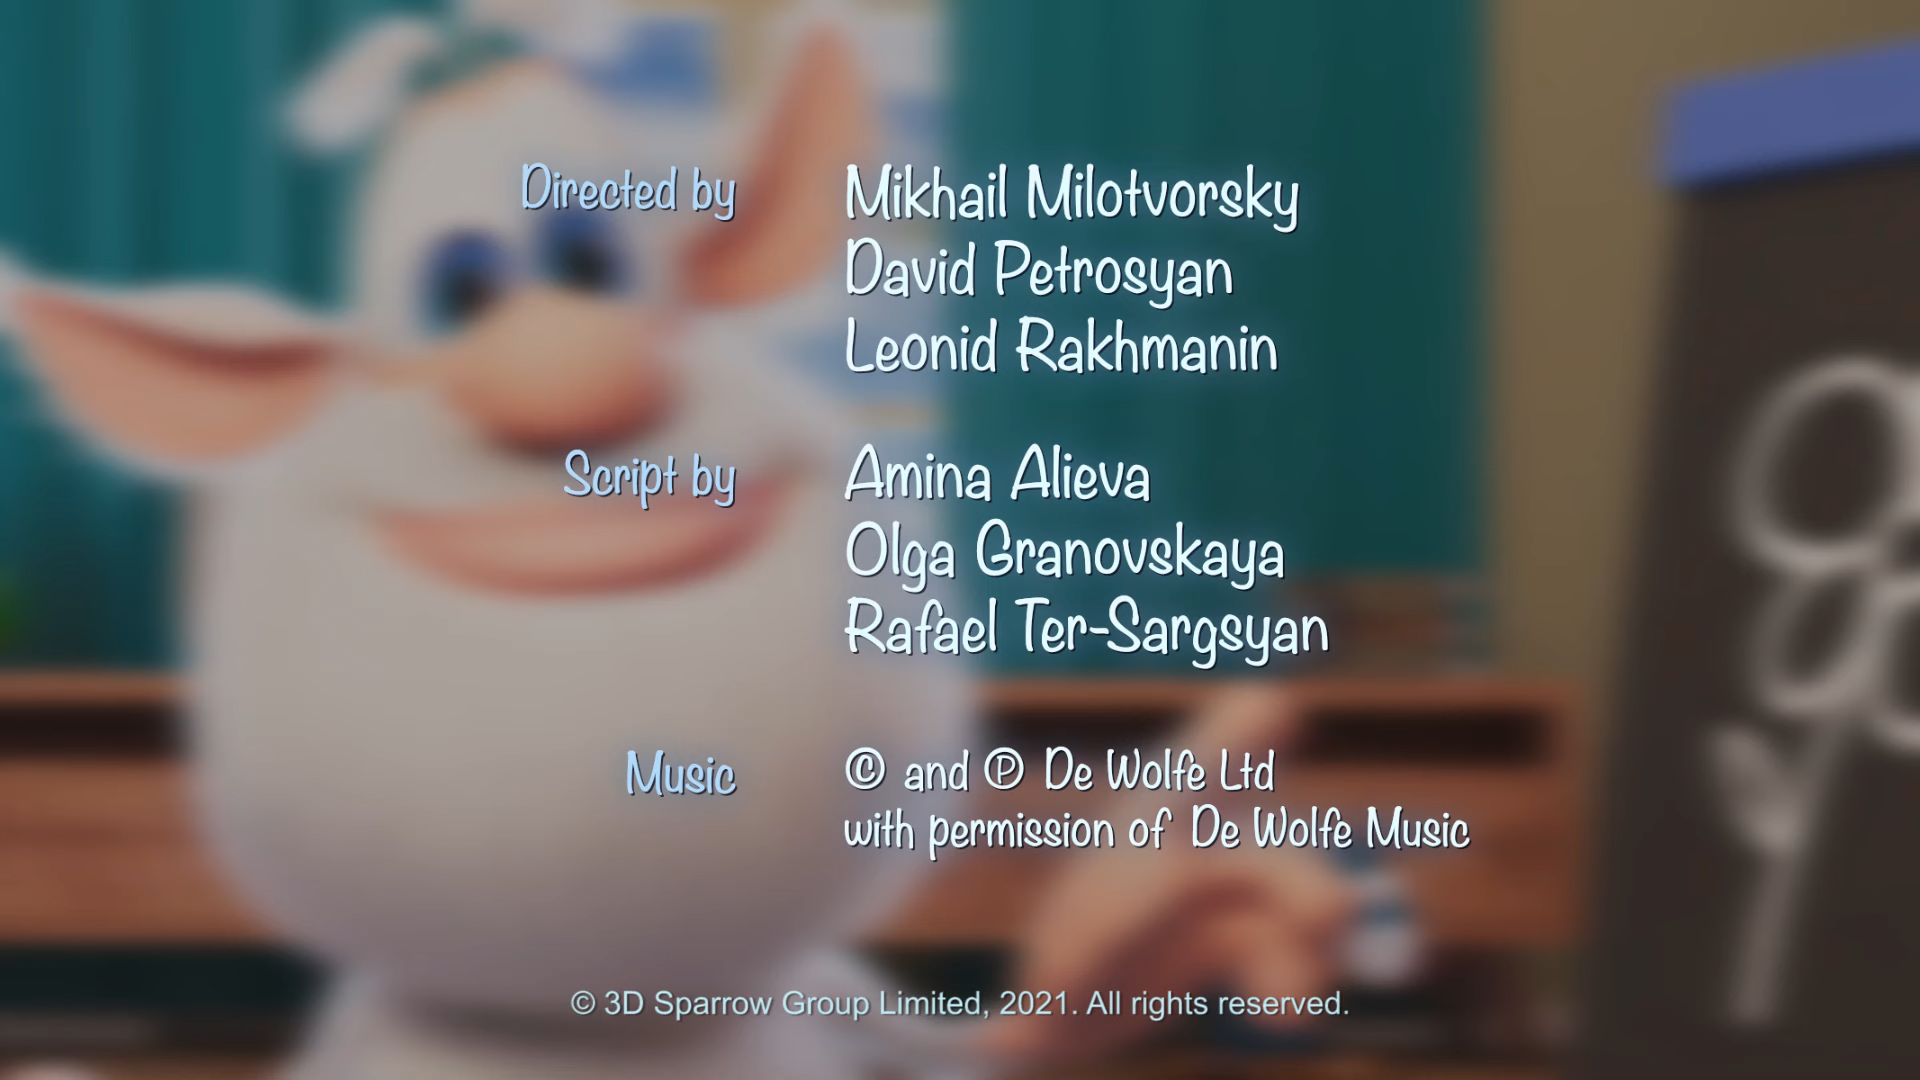 Directed by Mikhail Milotvorsky
David Petrosyan
Leonid Rakhmanin
Script by Amina Alieva
Olga Granovskaya
Rafael Ter-Sargsyan
Music © and ℗ De Wolfe Ltd
with permission of De Wolfe Music
© 3D Sparrow Group Limited, 2021. All rights reserved.